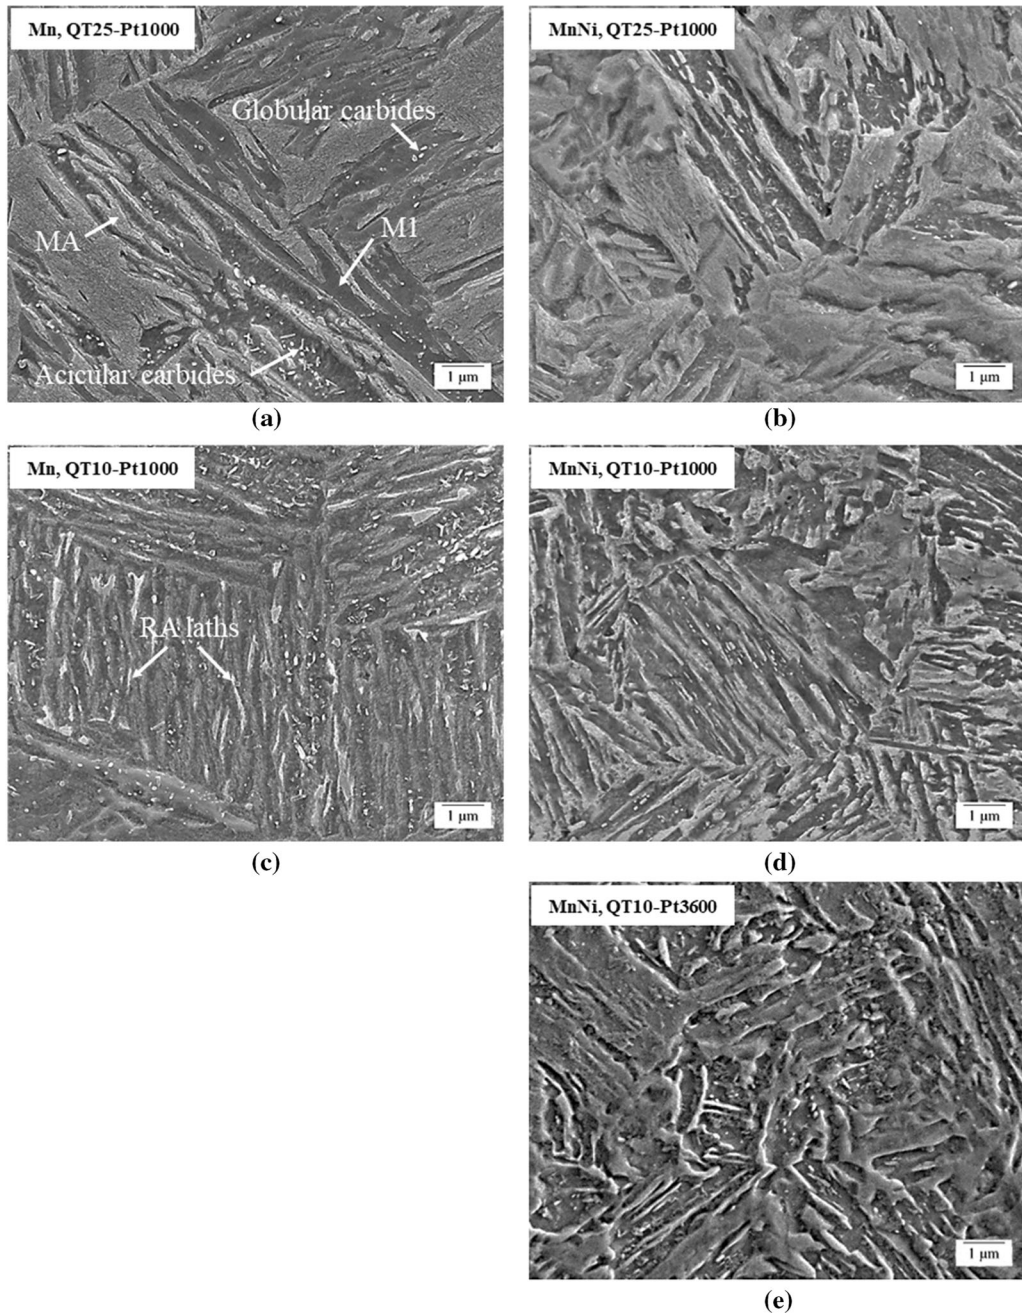 Mn, QT25-Pt1000
MnNi, QT25-Pt1000
Globular carbides
MA
M1
Acicular carbides
1 μm
1 μm
(a)
(b)
Mn, QT10-Pt1000
MnNi, QT10-Pt1000
RA laths
1 μm
1 μm
(c)
(d)
MnNi, QT10-Pt3600
1 μm
(e)